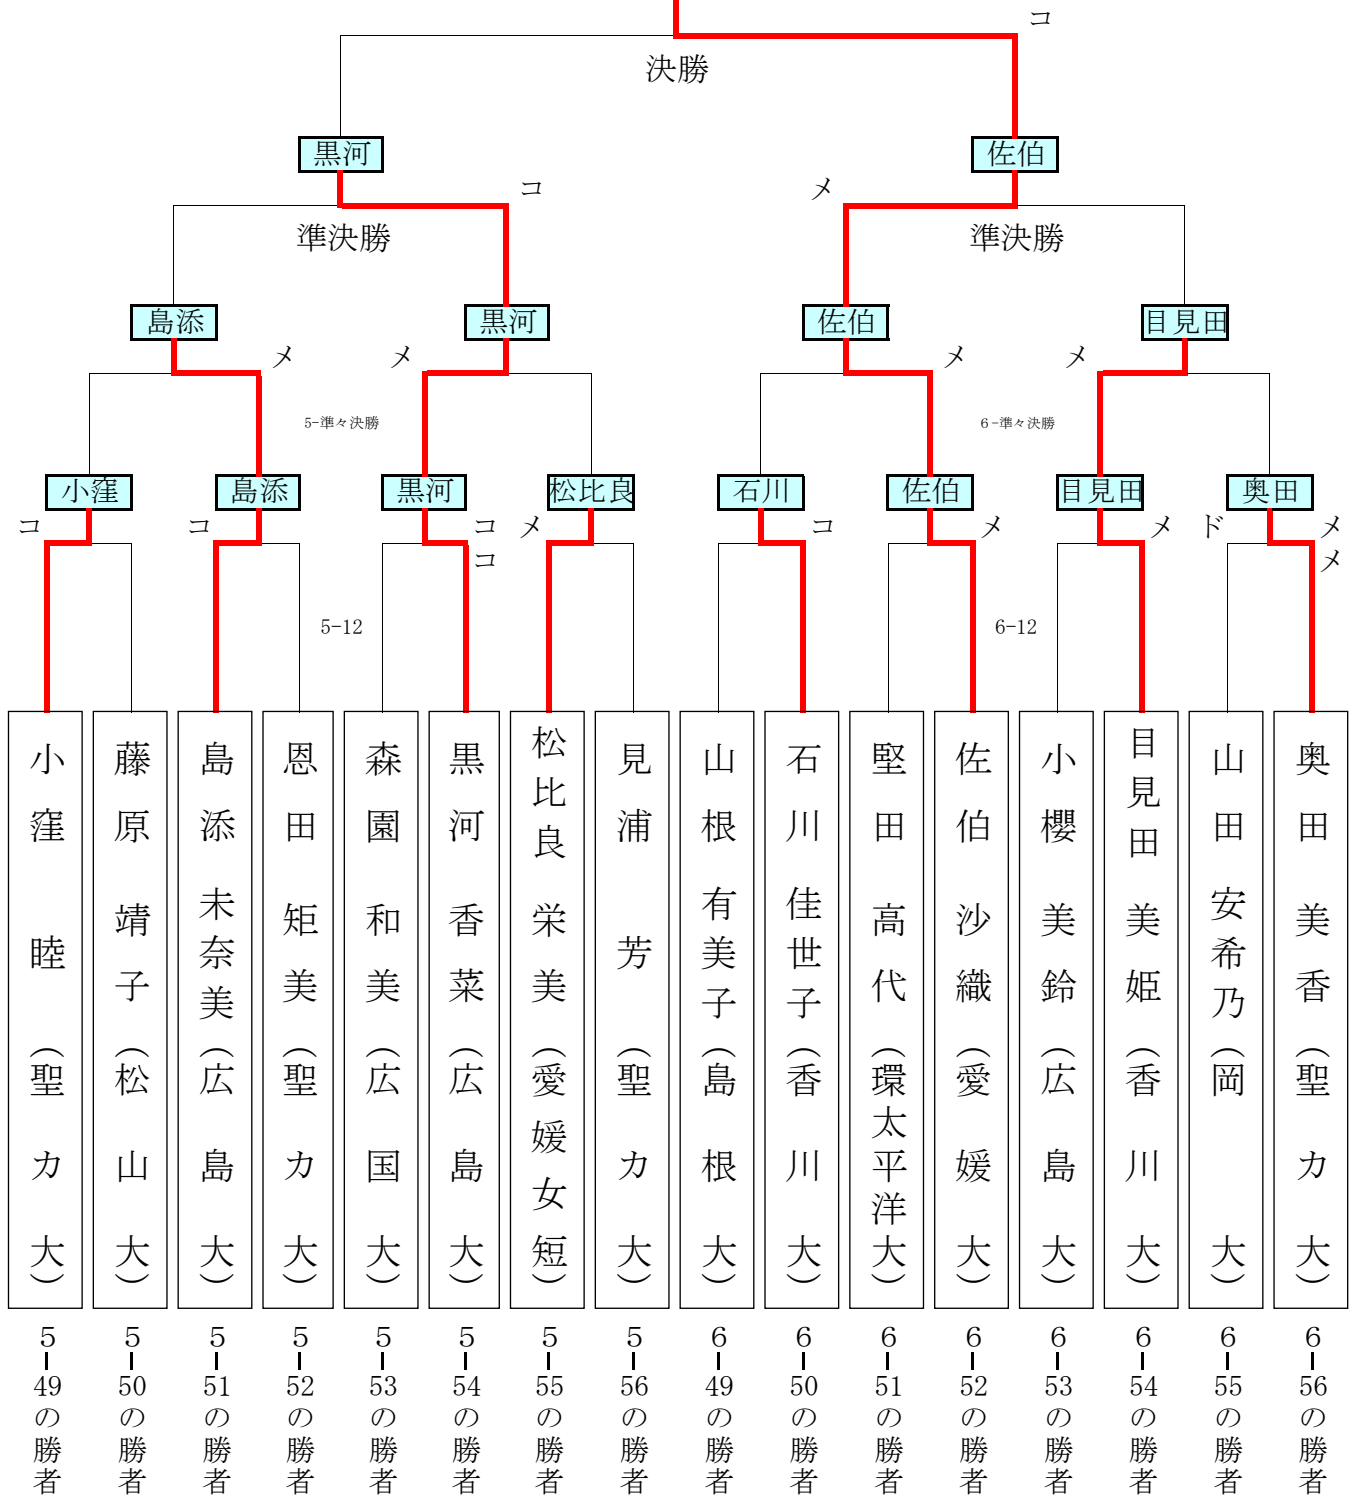 コ
決勝
黒河
佐伯
コ
メ
準決勝
準決勝
島添
黒河
佐伯
目見田
メ
メ
メ
メ
5-準々決勝
6-準々決勝
小窪
島添
黒河
松比良
石川
佐伯
目見田
奥田
コ
コ
コ
メ
コ
メ
メ
ド
メ
コ
メ
5-12
6-12
小窪 睦 (聖カ大)
藤原 靖子 (松山大)
島添 未奈美 (広島大)
恩田 矩美 (聖カ大)
森園 和美 (広国大)
黒河 香菜 (広島大)
松比良 栄美 (愛媛女短)
見浦 芳 (聖カ大)
山根 有美子 (島根大)
石川 佳世子 (香川大)
堅田 高代 (環太平洋大)
佐伯 沙織 (愛媛大)
小櫻 美鈴 (広島大)
目見田 美姫 (香川大)
山田 安希乃 (岡大)
奥田 美香 (聖カ大)
5-49の勝者
5-50の勝者
5-51の勝者
5-52の勝者
5-53の勝者
5-54の勝者
5-55の勝者
5-56の勝者
6-49の勝者
6-50の勝者
6-51の勝者
6-52の勝者
6-53の勝者
6-54の勝者
6-55の勝者
6-56の勝者